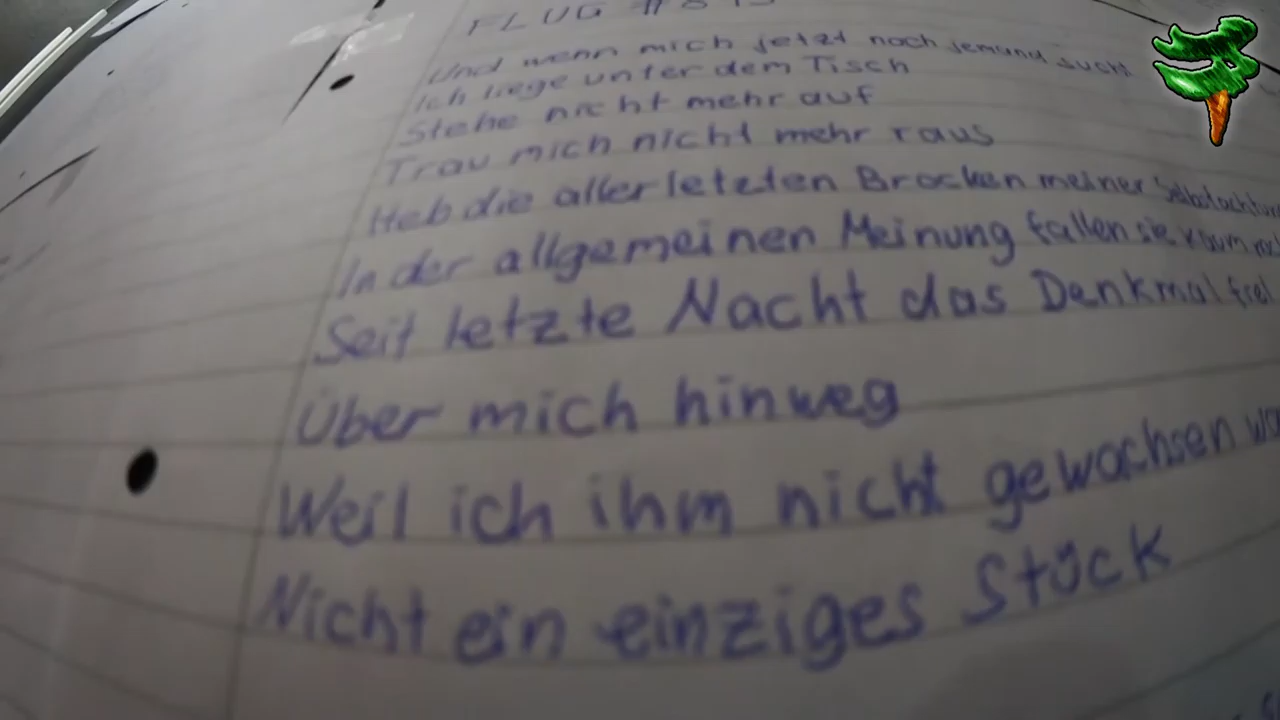 FLUG #
Und wenn mich jetzt noch jemand sucht
Ich liege unter dem Tisch
Stehe nicht mehr auf
Trau mich nicht mehr raus
Heb die allerletzten Brocken meiner
In der allgemeinen Meinung fallen sie kaum
Seit letzte Nacht das Denkmal fiel
Über mich hinweg
Weil ich ihm nicht gewachsen
Nicht ein einziges Stück